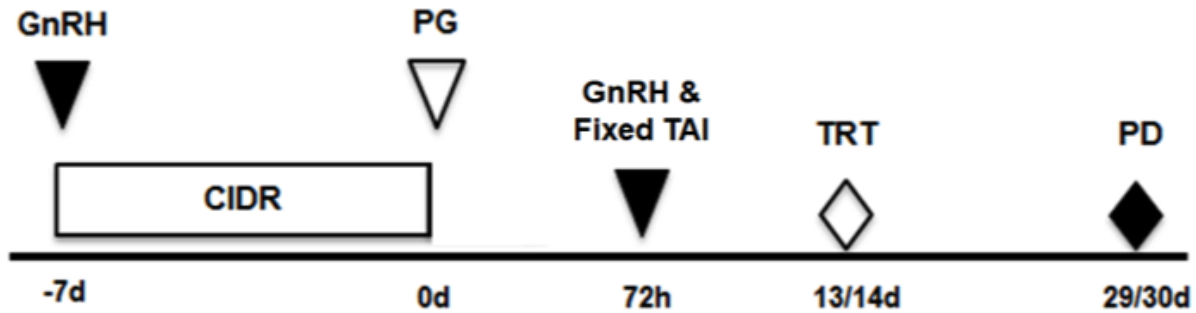 GnRH
PG
GnRH &
Fixed TAI
TRT
PD
CIDR
-7d
0d
72h
13/14d
29/30d